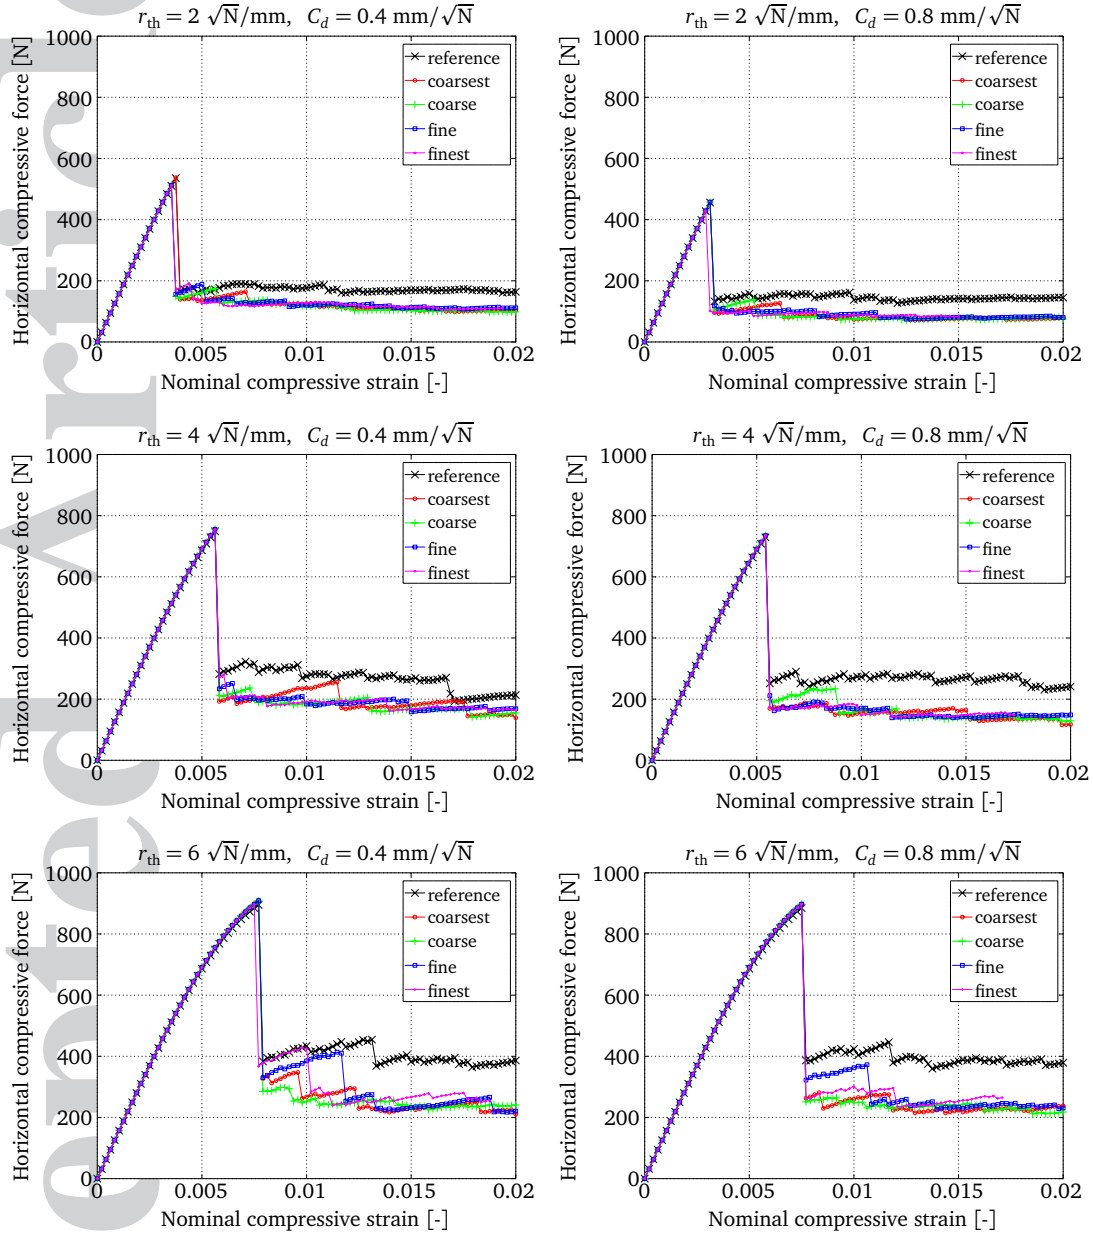 r_th = 2 √N/mm, C_d = 0.4 mm/√N
Horizontal compressive force [N]
1000
800
600
400
200
0
reference
coarsest
coarse
fine
finest
0 0.005 0.01 0.015 0.02
Nominal compressive strain [-]
r_th = 2 √N/mm, C_d = 0.8 mm/√N
Horizontal compressive force [N]
1000
800
600
400
200
0
reference
coarsest
coarse
fine
finest
0 0.005 0.01 0.015 0.02
Nominal compressive strain [-]
r_th = 4 √N/mm, C_d = 0.4 mm/√N
Horizontal compressive force [N]
1000
800
600
400
200
0
reference
coarsest
coarse
fine
finest
0 0.005 0.01 0.015 0.02
Nominal compressive strain [-]
r_th = 4 √N/mm, C_d = 0.8 mm/√N
Horizontal compressive force [N]
1000
800
600
400
200
0
reference
coarsest
coarse
fine
finest
0 0.005 0.01 0.015 0.02
Nominal compressive strain [-]
r_th = 6 √N/mm, C_d = 0.4 mm/√N
Horizontal compressive force [N]
1000
800
600
400
200
0
reference
coarsest
coarse
fine
finest
0 0.005 0.01 0.015 0.02
Nominal compressive strain [-]
r_th = 6 √N/mm, C_d = 0.8 mm/√N
Horizontal compressive force [N]
1000
800
600
400
200
0
reference
coarsest
coarse
fine
finest
0 0.005 0.01 0.015 0.02
Nominal compressive strain [-]